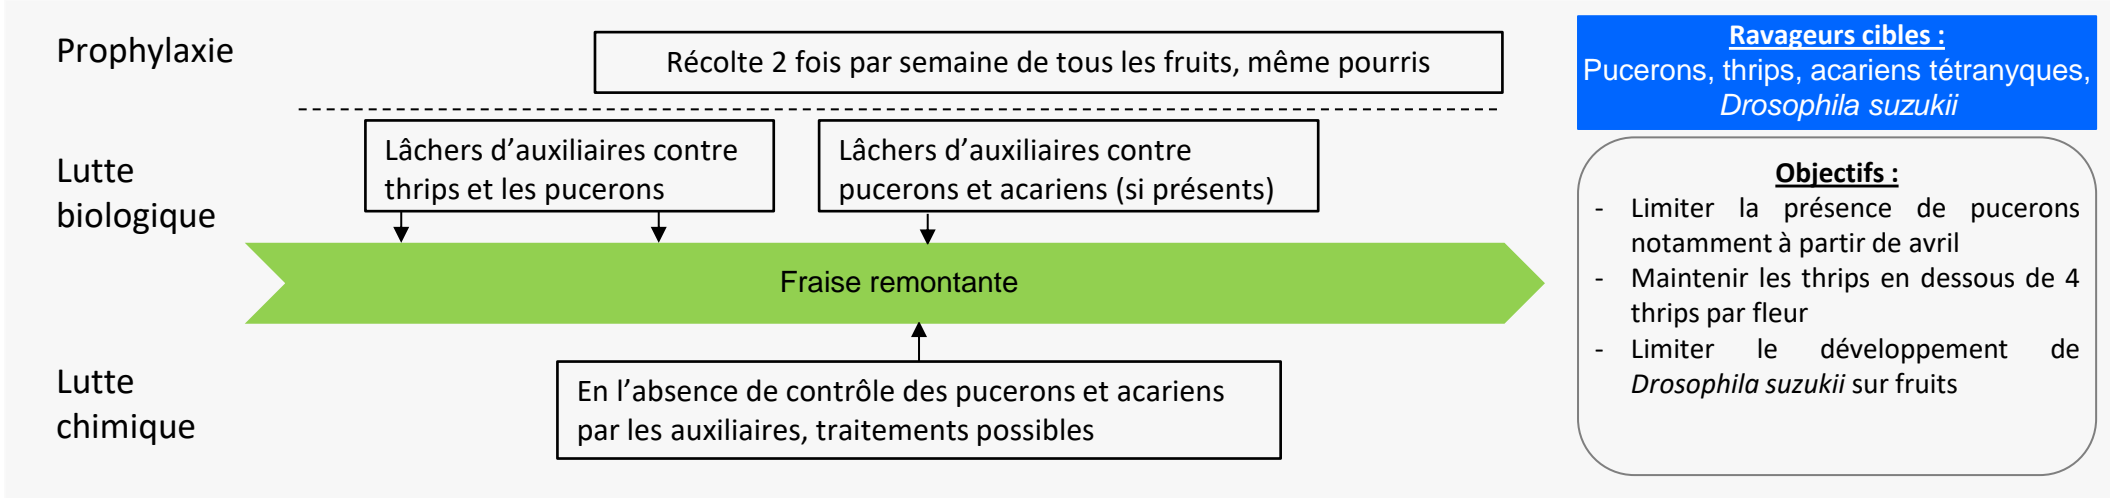 Prophylaxie
Récolte 2 fois par semaine de tous les fruits, même pourris
Lutte
biologique
Lâchers d'auxiliaires contre
thrips et les pucerons
Lâchers d'auxiliaires contre
pucerons et acariens (si présents)
Fraise remontante
Lutte
chimique
En l'absence de contrôle des pucerons et acariens
par les auxiliaires, traitements possibles
Ravageurs cibles :
Pucerons, thrips, acariens tétranyques,
Drosophila suzukii
Objectifs :
- Limiter la présence de pucerons
notamment à partir de avril
- Maintenir les thrips en dessous de 4
thrips par fleur
- Limiter le développement de
Drosophila suzukii sur fruits